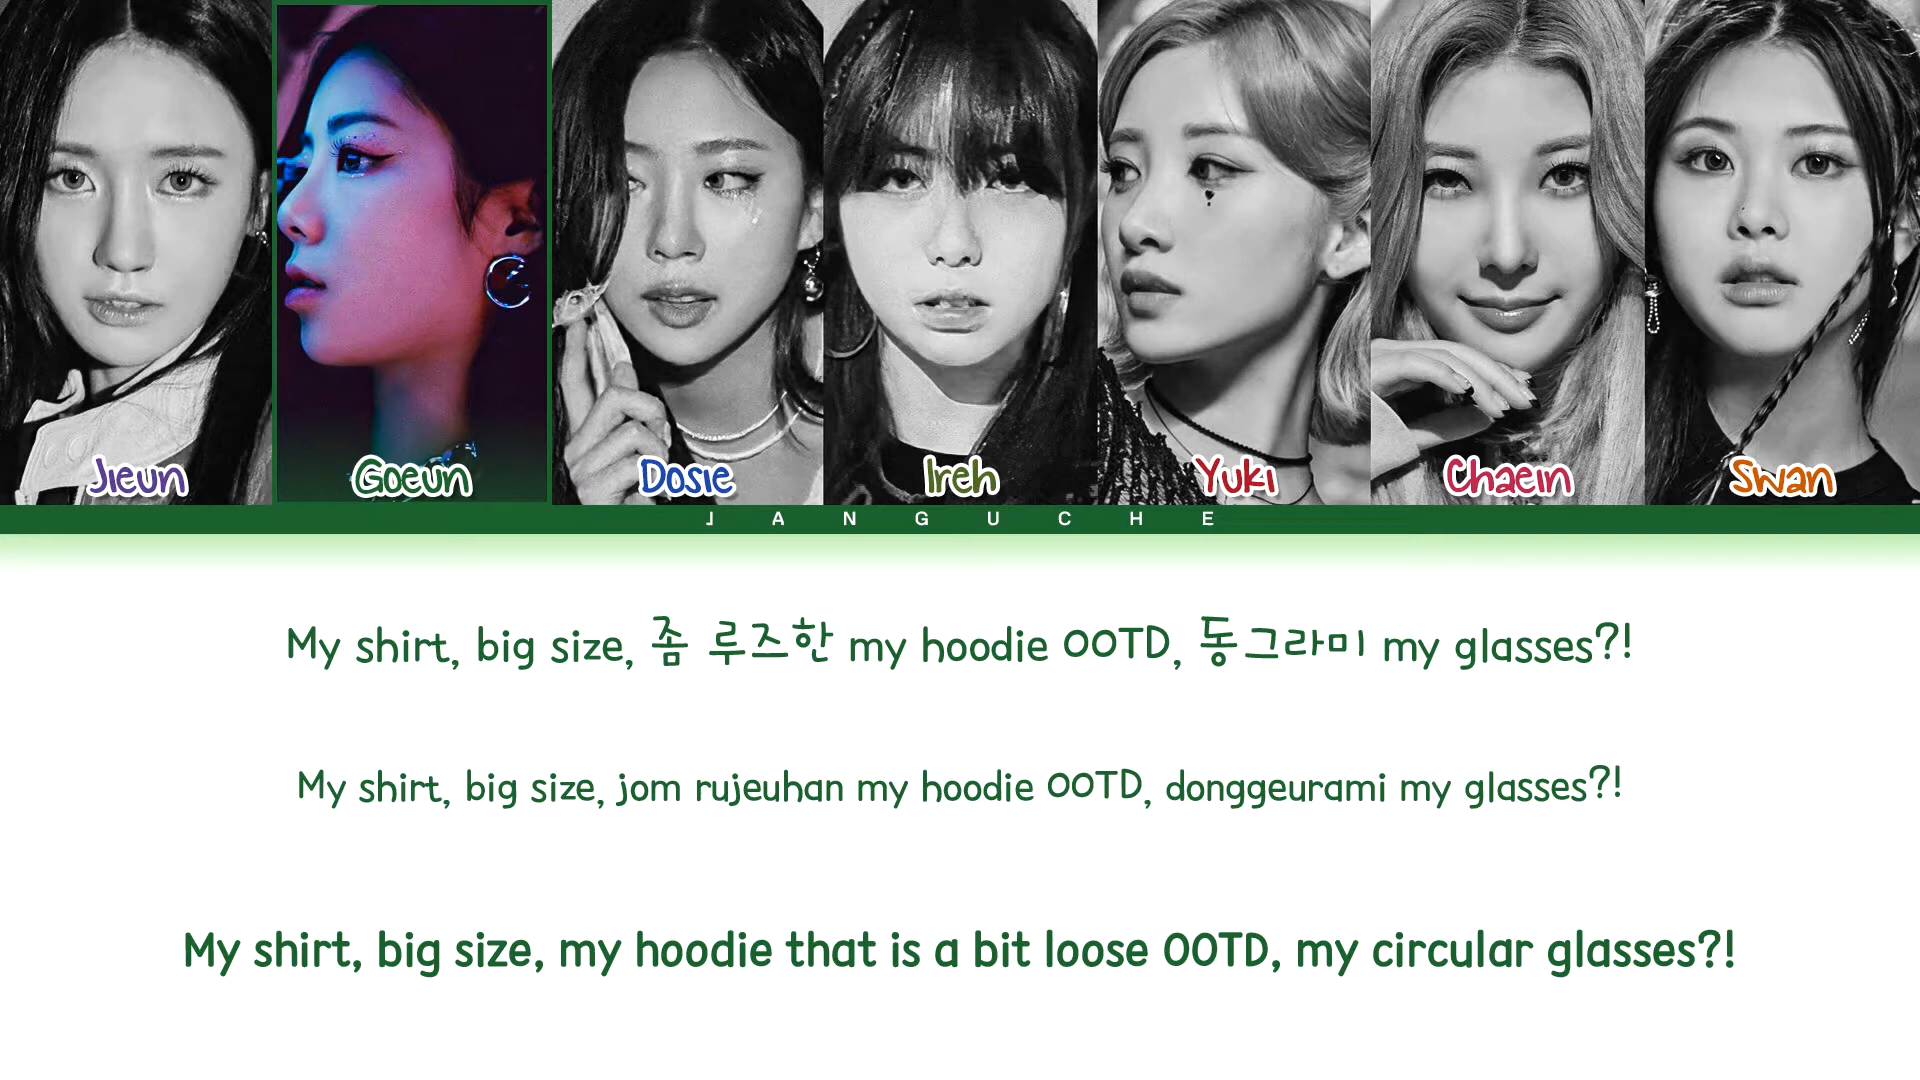 Jieun Goeun Dosie Ireh Yuki Chaein Swan
JANGUCHE
My shirt, big size, 좀 루즈한 my hoodie OOTD, 동그라미 my glasses?!
My shirt, big size, jom rujeuhan my hoodie OOTD, donggeurami my glasses?!
My shirt, big size, my hoodie that is a bit loose OOTD, my circular glasses?!